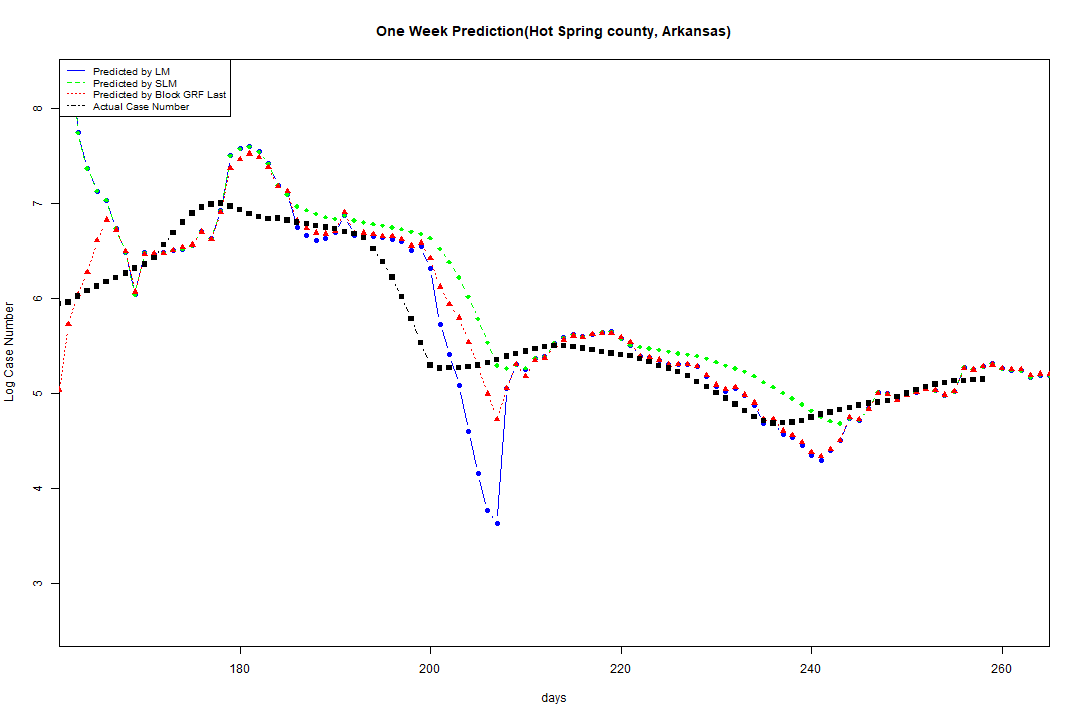 One Week Prediction(Hot Spring county, Arkansas)
Predicted by LM
Predicted by SLM
Predicted by Block GRF Last
Actual Case Number
8
7
6
5
4
3
Log Case Number
180 200 220 240 260
days